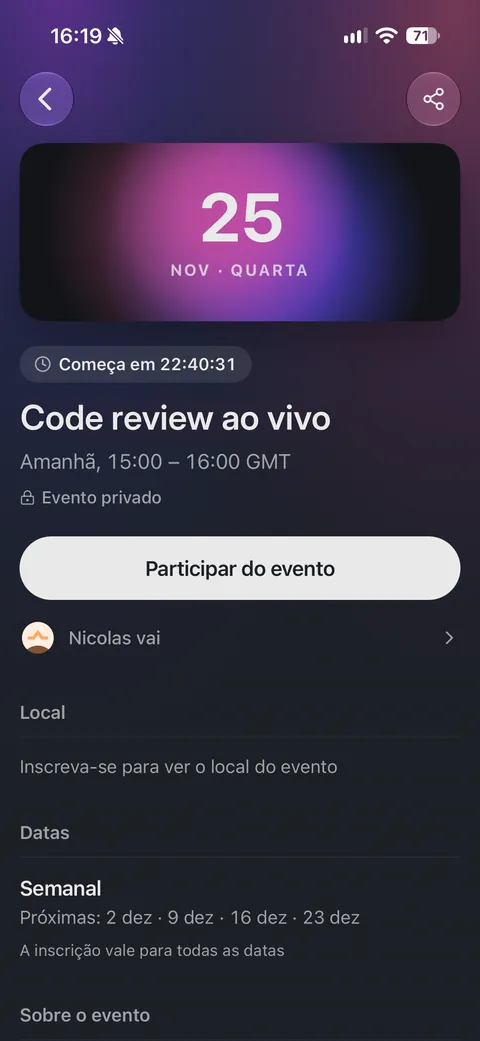 16:19
71
25
NOV · QUARTA
Começa em 22:40:31
Code review ao vivo
Amanhã, 15:00 – 16:00 GMT
Evento privado
Participar do evento
Nicolas vai
Local
Inscreva-se para ver o local do evento
Datas
Semanal
Próximas: 2 dez · 9 dez · 16 dez · 23 dez
A inscrição vale para todas as datas
Sobre o evento